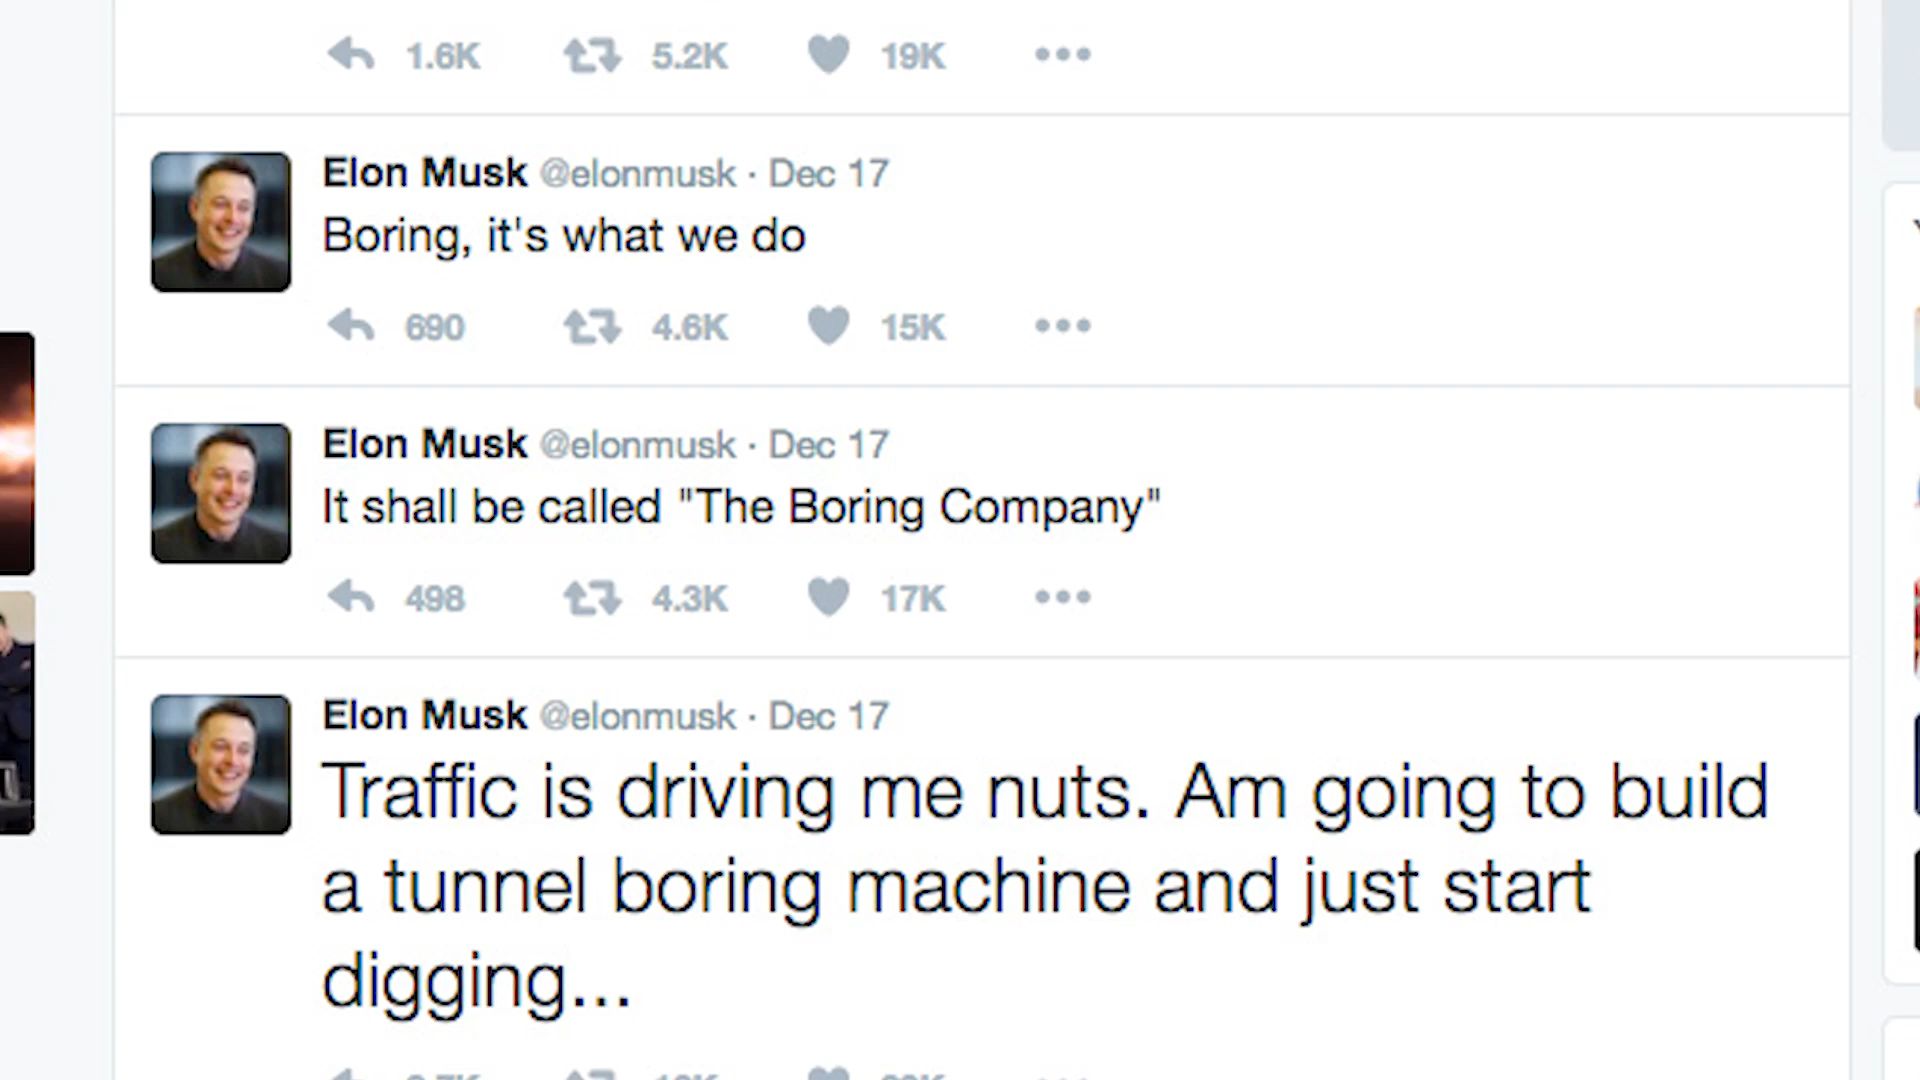 1.6K 5.2K 19K
Elon Musk @elonmusk · Dec 17
Boring, it's what we do
690 4.6K 15K
Elon Musk @elonmusk · Dec 17
It shall be called "The Boring Company"
498 4.3K 17K
Elon Musk @elonmusk · Dec 17
Traffic is driving me nuts. Am going to build
a tunnel boring machine and just start
digging...